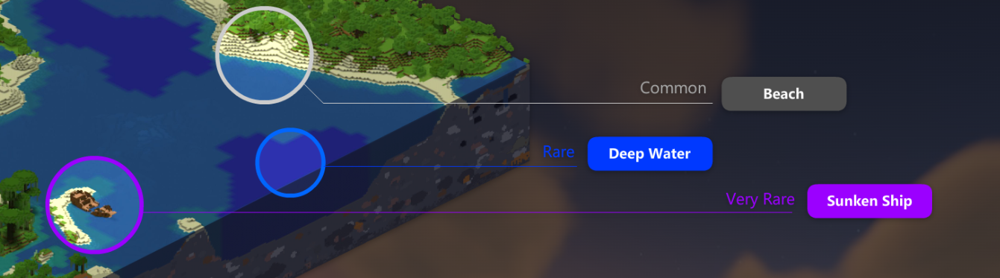 Common
Beach
Rare
Deep Water
Very Rare
Sunken Ship